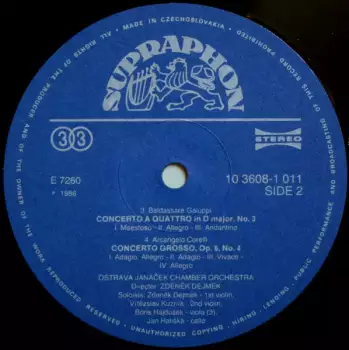 MADE IN CZECHOSLOVAKIA
ALL RIGHTS OF THE PRODUCER AND OF THE OWNER OF THE WORK REPRODUCED RESERVED
UNAUTHORIZED COPYING - HIRING - LENDING - PUBLIC PERFORMANCE AND BROADCASTING OF THIS RECORD PROHIBITED
SUPRAPHON
33
STEREO
E 7260
℗ 1986
10 3608-1 011
SIDE 2
3. Baldassare Galuppi
CONCERTO A QUATTRO in D major, No. 3
I. Maestoso II. Allegro - III. Andantino
4. Arcangelo Corelli
CONCERTO GROSSO, Op. 6, No. 4
I. Adagio, Allegro - II. Adagio - III. Vivace -
IV. Allegro
OSTRAVA JANÁČEK CHAMBER ORCHESTRA
Director: ZDENĚK DEJMEK
Soloists: Zdeněk Dejmek - 1st violin,
Vítězslav Kuzník - 2nd violin,
Boris Hajdušek - viola (3),
Jan Hališka - cello